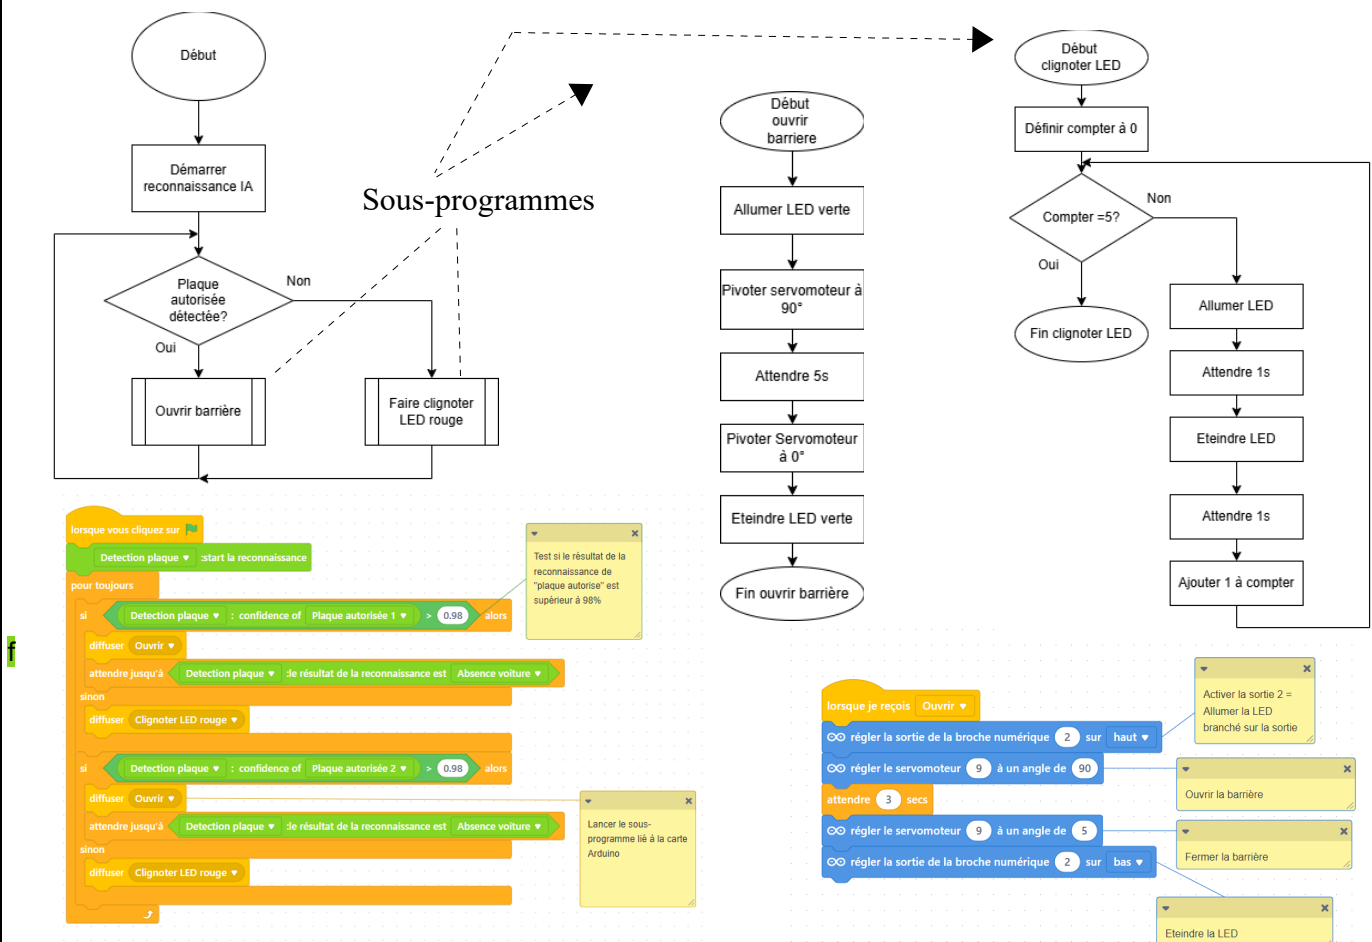 Début
Démarrer
reconnaissance IA
Plaque
autorisée
détectée?
Non
Oui
Ouvrir barrière
Faire clignoter
LED rouge
Sous-programmes
Début
ouvrir
barriere
Allumer LED verte
Pivoter servomoteur à
90°
Attendre 5s
Pivoter Servomoteur
à 0°
Eteindre LED verte
Fin ouvrir barrière
Début
clignoter LED
Définir compter à 0
Compter =5?
Non
Oui
Fin clignoter LED
Allumer LED
Attendre 1s
Eteindre LED
Attendre 1s
Ajouter 1 à compter
f
lorsque vous cliquez sur
Detection plaque :start la reconnaissance
pour toujours
si Detection plaque : confidence of Plaque autorisée 1 > 0.98 alors
diffuser Ouvrir
attendre jusqu'à Detection plaque :le résultat de la reconnaissance est Absence voiture
sinon
diffuser Clignoter LED rouge
si Detection plaque : confidence of Plaque autorisée 2 > 0.98 alors
diffuser Ouvrir
attendre jusqu'à Detection plaque :le résultat de la reconnaissance est Absence voiture
sinon
diffuser Clignoter LED rouge
Test si le résultat de la
reconnaissance de
"plaque autorise" est
supérieur à 98%
Lancer le sous-
programme lié à la carte
Arduino
lorsque je reçois Ouvrir
régler la sortie de la broche numérique 2 sur haut
régler le servomoteur 9 à un angle de 90
attendre 3 secs
régler le servomoteur 9 à un angle de 5
régler la sortie de la broche numérique 2 sur bas
Activer la sortie 2 =
Allumer la LED
branché sur la sortie
Ouvrir la barrière
Fermer la barrière
Eteindre la LED